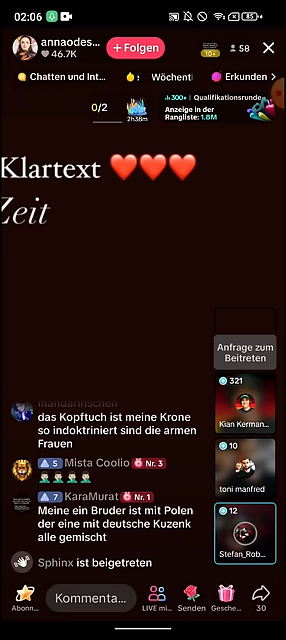 02:06
85
annaodes...
46.7K
+ Folgen
10+
58
Chatten und Int...
Wöchentl
Erkunden >
0/2
2h38m
300+ | Qualifikationsrunde
Anzeige in der
Rangliste: 1.8M
Klartext ❤️❤️❤️
Zeit
Anfrage zum
Beitreten
321
Kian Kerman...
10
toni manfred
12
Stefan_Rob...
mandarinschen
das Kopftuch ist meine Krone
so indoktriniert sind die armen
Frauen
5 Mista Coolio Nr. 3
🤦🏻‍♂️🤦🏻‍♂️🤦🏻‍♂️🤦🏻‍♂️
7 KaraMurat Nr. 1
Meine ein Bruder ist mit Polen
der eine mit deutsche Kuzenk
alle gemischt
Sphinx ist beigetreten
Kommenta...
Abonn...
LIVE mi...
Senden
Gesche...
30